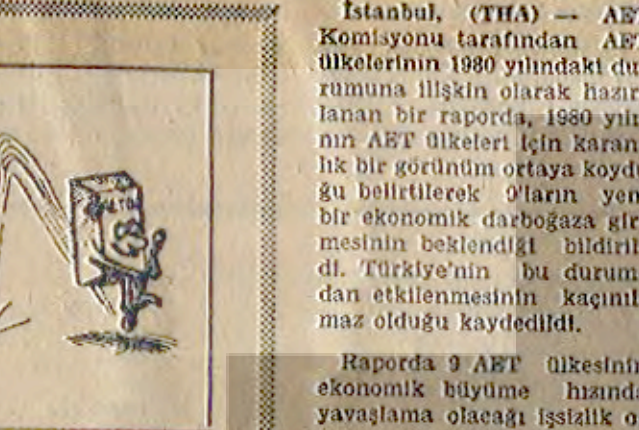 İstanbul, (THA) — AE
Komisyonu tarafından AET
ülkelerinin 1980 yılındaki du
rumuna ilişkin olarak hazır
lanan bir raporda, 1980 yılı
nın AET ülkeleri için karan
lık bir görünüm ortaya koydu
ğu belirtilerek 9'ların yen
bir ekonomik darboğaza gir
mesinin beklendiği bildiril
di. Türkiye'nin bu durum
dan etkilenmesinin kaçınıl
maz olduğu kaydedildi.
Raporda 9 AET ülkesinin
ekonomik büyüme hızında
yavaşlama olacağı işsizlik o